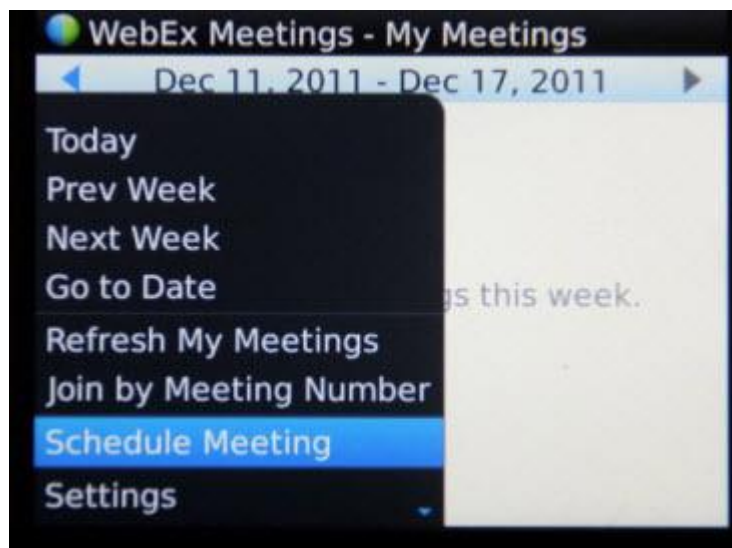 WebEx Meetings - My Meetings
Dec 11, 2011 - Dec 17, 2011
Today
Prev Week
Next Week
Go to Date
this week.
Refresh My Meetings
Join by Meeting Number
Schedule Meeting
Settings